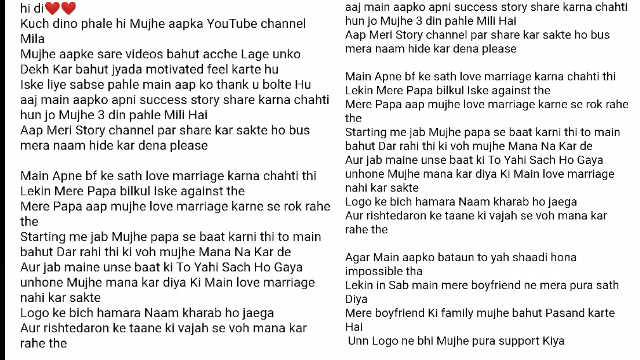 hi di❤️❤️
Kuch dino phale hi Mujhe aapka YouTube channel
Mila
Mujhe aapke sare videos bahut acche Lage unko
Dekh Kar bahut jyada motivated feel karte hu
Iske liye sabse pahle main aap ko thank u bolte Hu
aaj main aapko apni success story share karna chahti
hun jo Mujhe 3 din pahle Mili Hai
Aap Meri Story channel par share kar sakte ho bus
mera naam hide kar dena please
Main Apne bf ke sath love marriage karna chahti thi
Lekin Mere Papa bilkul Iske against the
Mere Papa aap mujhe love marriage karne se rok rahe
the
Starting me jab Mujhe papa se baat karni thi to main
bahut Dar rahi thi ki voh mujhe Mana Na Kar de
Aur jab maine unse baat ki To Yahi Sach Ho Gaya
unhone Mujhe mana kar diya Ki Main love marriage
nahi kar sakte
Logo ke bich hamara Naam kharab ho jaega
Aur rishtedaron ke taane ki vajah se voh mana kar
rahe the
aaj main aapko apni success story share karna chahti
hun jo Mujhe 3 din pahle Mili Hai
Aap Meri Story channel par share kar sakte ho bus
mera naam hide kar dena please
Main Apne bf ke sath love marriage karna chahti thi
Lekin Mere Papa bilkul Iske against the
Mere Papa aap mujhe love marriage karne se rok rahe
the
Starting me jab Mujhe papa se baat karni thi to main
bahut Dar rahi thi ki voh mujhe Mana Na Kar de
Aur jab maine unse baat ki To Yahi Sach Ho Gaya
unhone Mujhe mana kar diya Ki Main love marriage
nahi kar sakte
Logo ke bich hamara Naam kharab ho jaega
Aur rishtedaron ke taane ki vajah se voh mana kar
rahe the
Agar Main aapko bataun to yah shaadi hona
impossible tha
Lekin in Sab main mere boyfriend ne mera pura sath
Diya
Mere boyfriend Ki family mujhe bahut Pasand karte
Hai
Unn Logo ne bhi Mujhe pura support Kiya